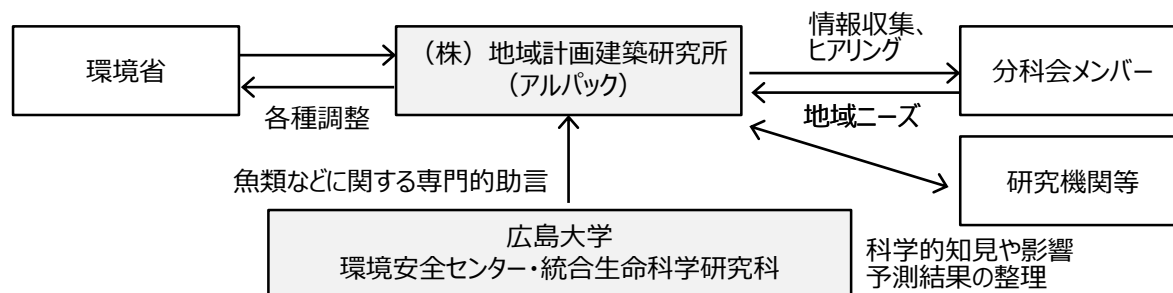 環境省
各種調整
（株）地域計画建築研究所
（アルパック）
情報収集、
ヒアリング
地域ニーズ
分科会メンバー
研究機関等
魚類などに関する専門的助言
広島大学
環境安全センター・統合生命科学研究科
科学的知見や影響
予測結果の整理